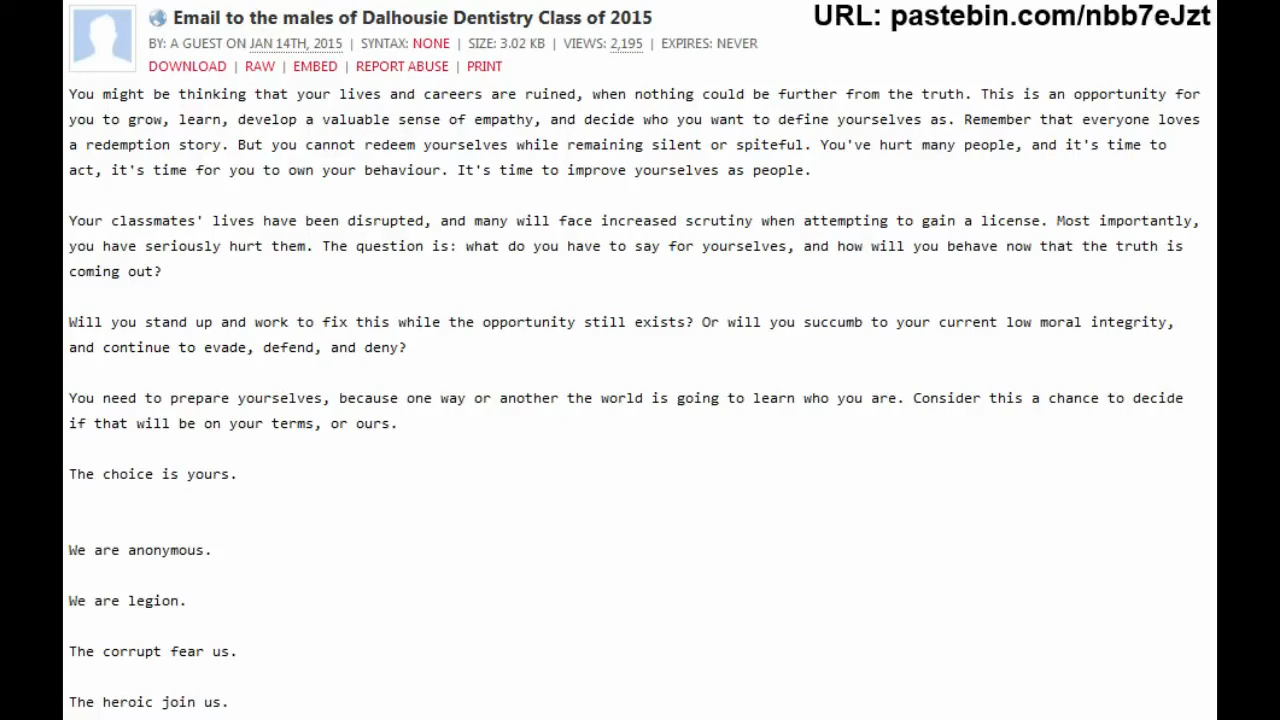 Email to the males of Dalhousie Dentistry Class of 2015
URL: pastebin.com/nbb7eJzt
BY: A GUEST ON JAN 14TH, 2015 | SYNTAX: NONE | SIZE: 3.02 KB | VIEWS: 2,195 | EXPIRES: NEVER
DOWNLOAD | RAW | EMBED | REPORT ABUSE | PRINT
You might be thinking that your lives and careers are ruined, when nothing could be further from the truth. This is an opportunity for
you to grow, learn, develop a valuable sense of empathy, and decide who you want to define yourselves as. Remember that everyone loves
a redemption story. But you cannot redeem yourselves while remaining silent or spiteful. You've hurt many people, and it's time to
act, it's time for you to own your behaviour. It's time to improve yourselves as people.
Your classmates' lives have been disrupted, and many will face increased scrutiny when attempting to gain a license. Most importantly,
you have seriously hurt them. The question is: what do you have to say for yourselves, and how will you behave now that the truth is
coming out?
Will you stand up and work to fix this while the opportunity still exists? Or will you succumb to your current low moral integrity,
and continue to evade, defend, and deny?
You need to prepare yourselves, because one way or another the world is going to learn who you are. Consider this a chance to decide
if that will be on your terms, or ours.
The choice is yours.
We are anonymous.
We are legion.
The corrupt fear us.
The heroic join us.